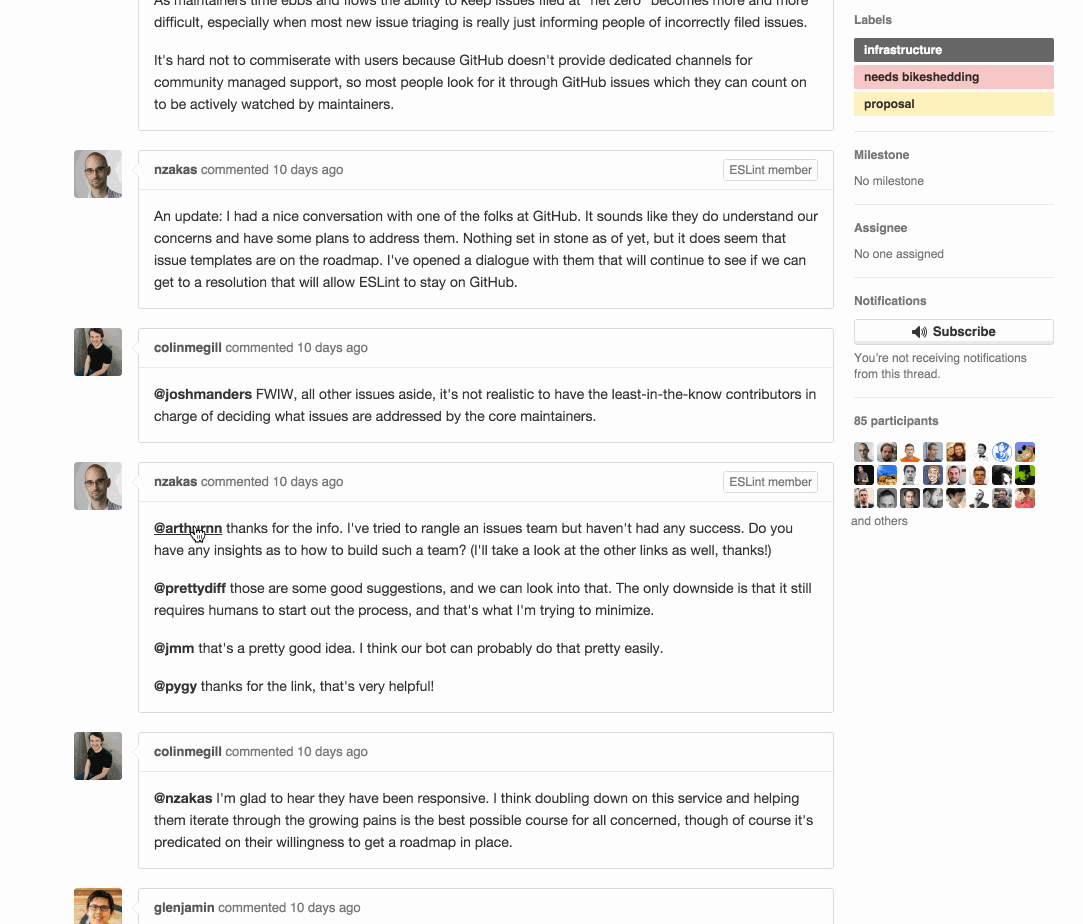 As maintainers time ebbs and flows the ability to keep issues filed at "net zero" becomes more and more
difficult, especially when most new issue triaging is really just informing people of incorrectly filed issues.
It's hard not to commiserate with users because GitHub doesn't provide dedicated channels for
community managed support, so most people look for it through GitHub issues which they can count on
to be actively watched by maintainers.
nzakas commented 10 days ago
ESLint member
An update: I had a nice conversation with one of the folks at GitHub. It sounds like they do understand our
concerns and have some plans to address them. Nothing set in stone as of yet, but it does seem that
issue templates are on the roadmap. I've opened a dialogue with them that will continue to see if we can
get to a resolution that will allow ESLint to stay on GitHub.
colinmegill commented 10 days ago
@joshmanders FWIW, all other issues aside, it's not realistic to have the least-in-the-know contributors in
charge of deciding what issues are addressed by the core maintainers.
nzakas commented 10 days ago
ESLint member
thanks for the info. I've tried to rangle an issues team but haven't had any success. Do you
have any insights as to how to build such a team? (I'll take a look at the other links as well, thanks!)
@prettydiff those are some good suggestions, and we can look into that. The only downside is that it still
requires humans to start out the process, and that's what I'm trying to minimize.
@jmm that's a pretty good idea. I think our bot can probably do that pretty easily.
@pygy thanks for the link, that's very helpful!
colinmegill commented 10 days ago
@nzakas I'm glad to hear they have been responsive. I think doubling down on this service and helping
them iterate through the growing pains is the best possible course for all concerned, though of course it's
predicated on their willingness to get a roadmap in place.
glenjamin commented 10 days ago
Labels
infrastructure
needs bikeshedding
proposal
Milestone
No milestone
Assignee
No one assigned
Notifications
Subscribe
You're not receiving notifications
from this thread.
85 participants
and others